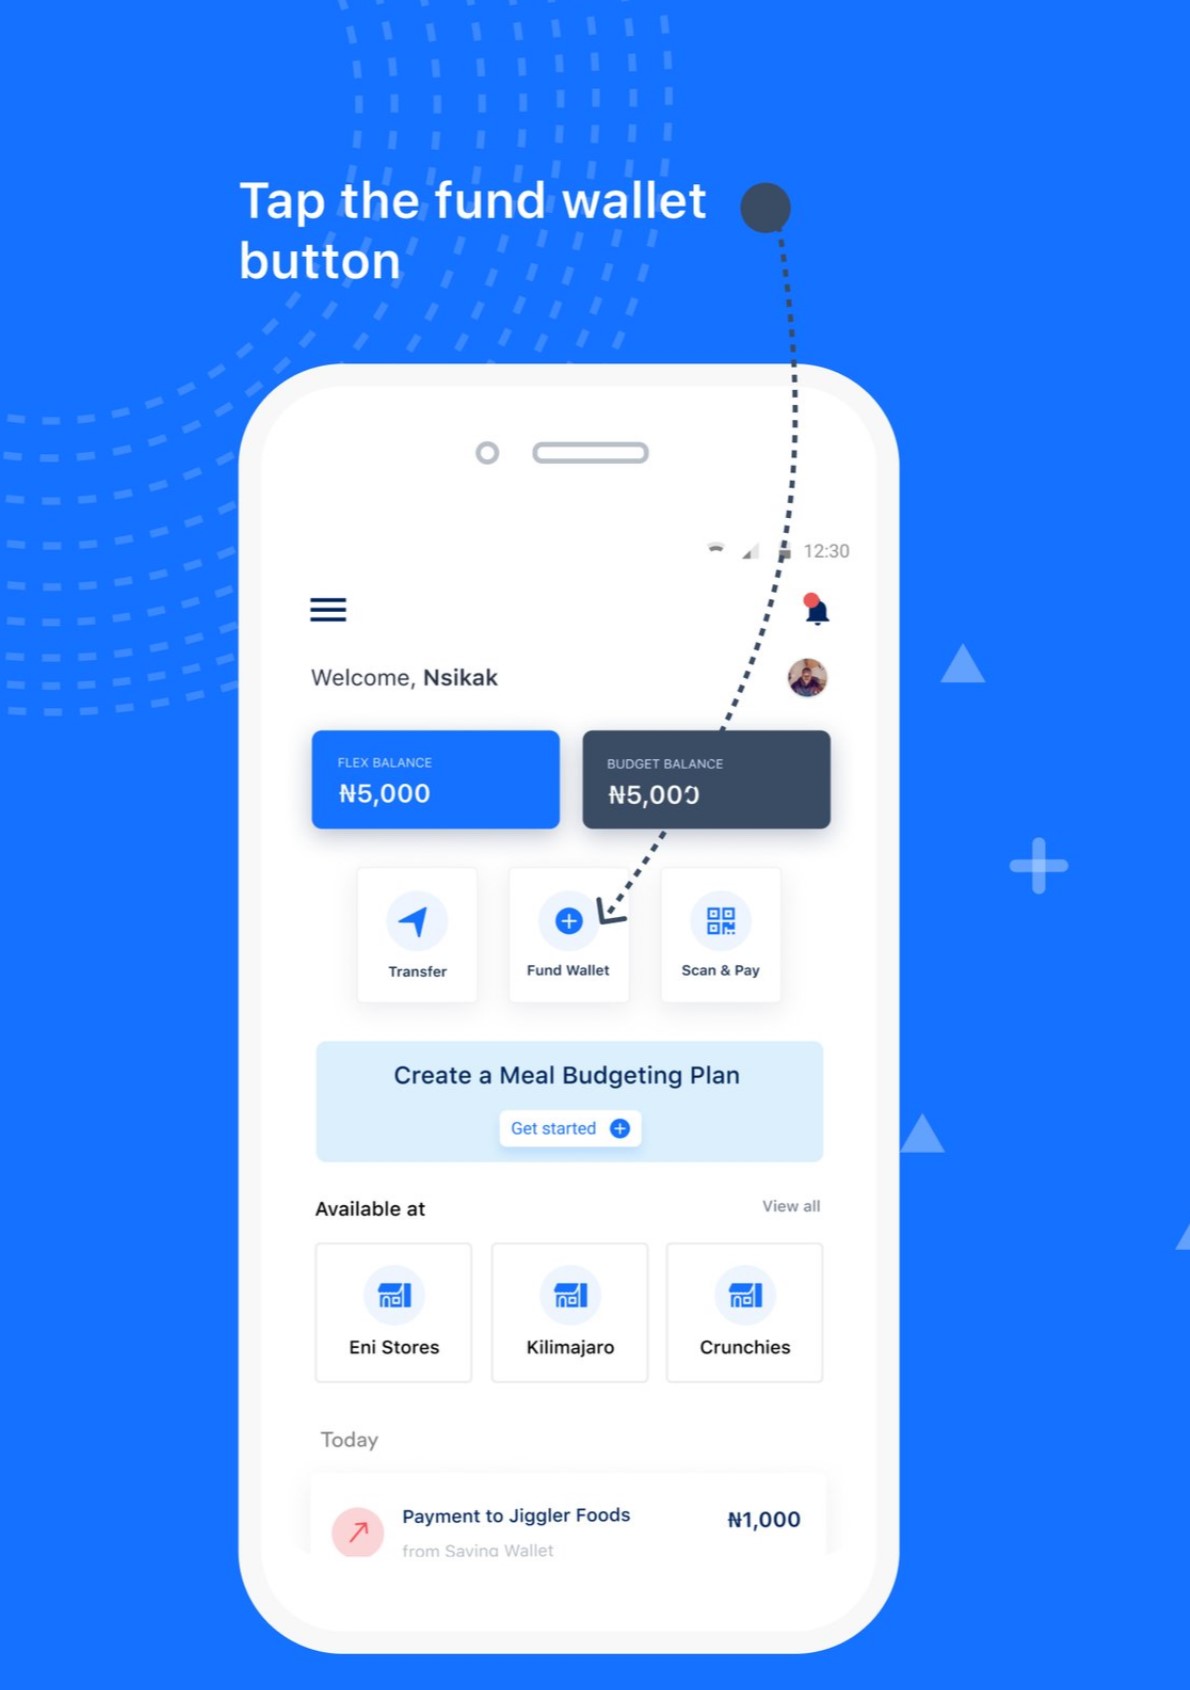 Tap the fund wallet
button
12:30
Welcome, Nsikak
FLEX BALANCE
₦5,000
BUDGET BALANCE
₦5,000
Transfer
Fund Wallet
Scan & Pay
Create a Meal Budgeting Plan
Get started
Available at
View all
Eni Stores
Kilimajaro
Crunchies
Today
Payment to Jiggler Foods
₦1,000
from Saving Wallet